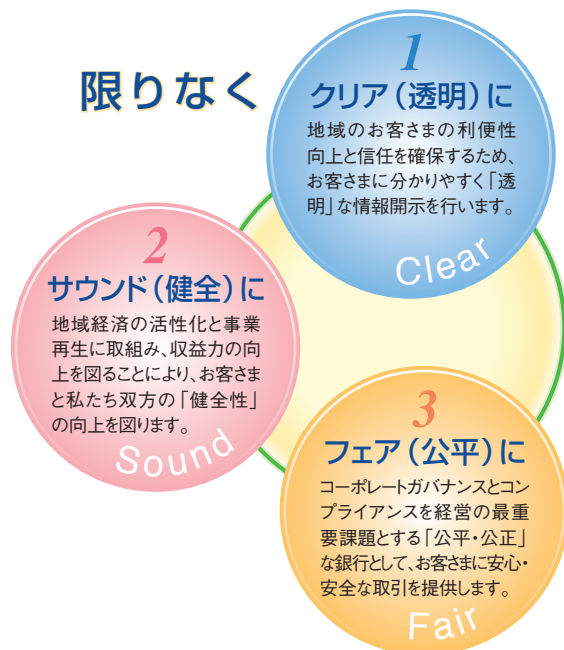 限りなく
1
クリア（透明）に
地域のお客さまの利便性
向上と信任を確保するため、
お客さまに分かりやすく「透
明」な情報開示を行います。
Clear
2
サウンド（健全）に
地域経済の活性化と事業
再生に取組み、収益力の向
上を図ることにより、お客さま
と私たち双方の「健全性」
の向上を図ります。
Sound
3
フェア（公平）に
コーポレートガバナンスとコン
プライアンスを経営の最重
要課題とする「公平・公正」
な銀行として、お客さまに安心・
安全な取引を提供します。
Fair